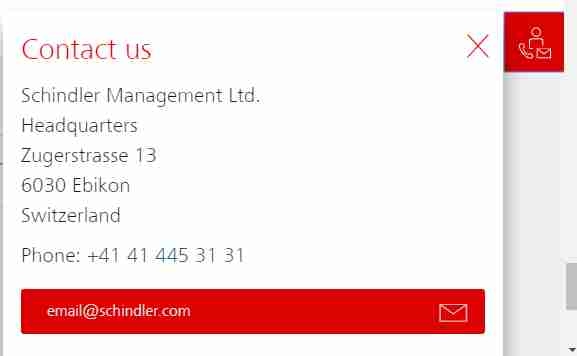 Contact us
Schindler Management Ltd.
Headquarters
Zugerstrasse 13
6030 Ebikon
Switzerland
Phone: +41 41 445 31 31
email@schindler.com